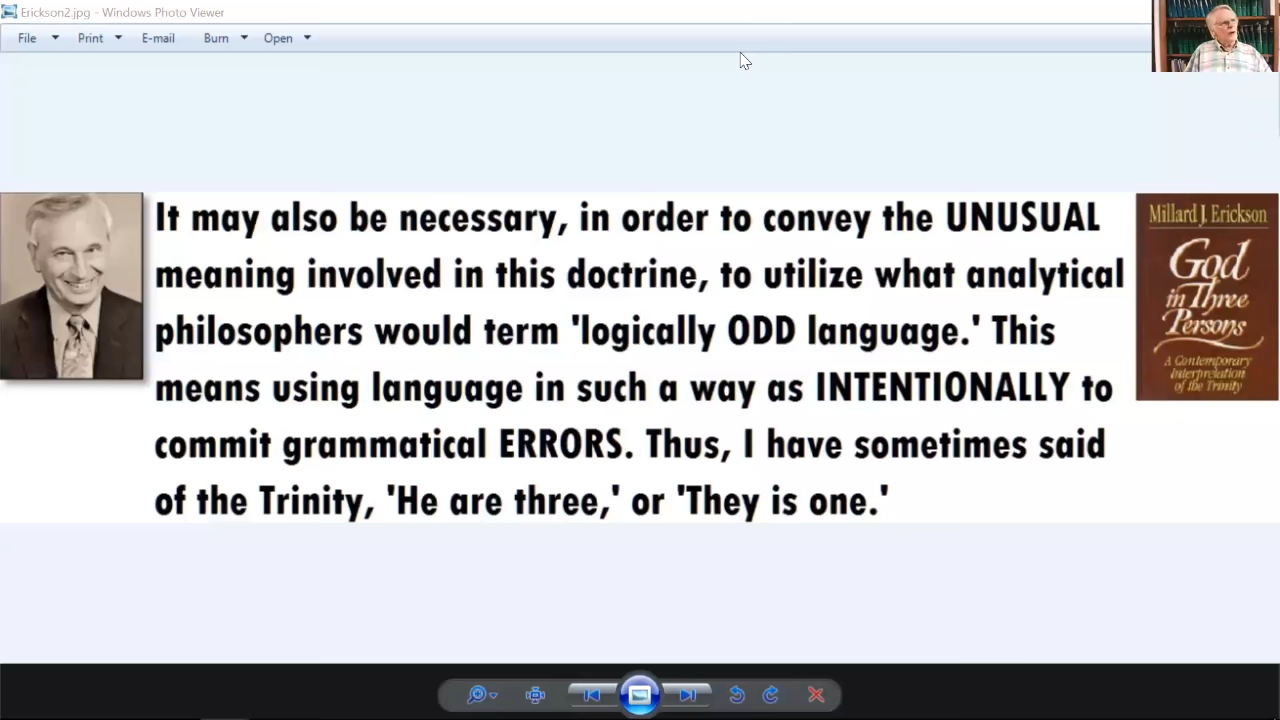 Erickson2.jpg - Windows Photo Viewer
File Print E-mail Burn Open
It may also be necessary, in order to convey the UNUSUAL
meaning involved in this doctrine, to utilize what analytical
philosophers would term 'logically ODD language.' This
means using language in such a way as INTENTIONALLY to
commit grammatical ERRORS. Thus, I have sometimes said
of the Trinity, 'He are three,' or 'They is one.'
Millard J. Erickson
God
in Three
Persons
A Contemporary
Interpretation
of the Trinity